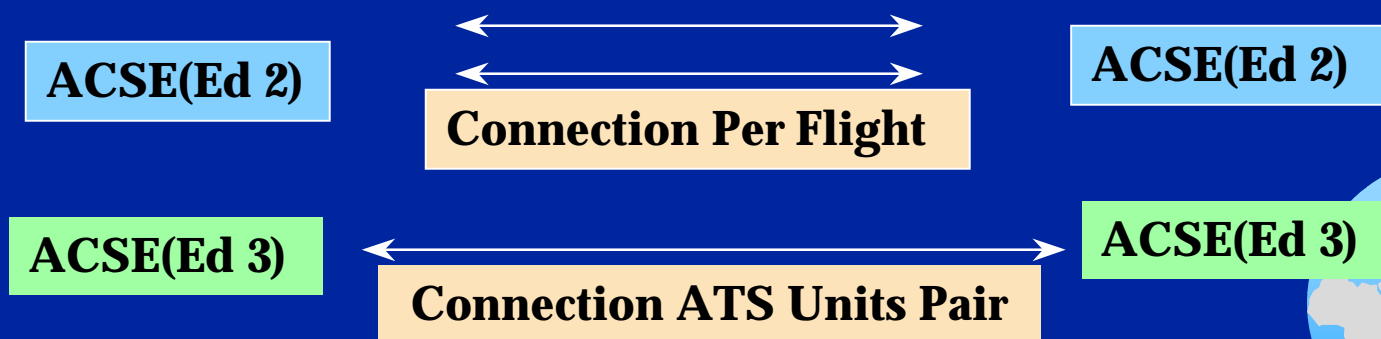 ACSE(Ed 2)
ACSE(Ed 2)
Connection Per Flight
ACSE(Ed 3)
ACSE(Ed 3)
Connection ATS Units Pair